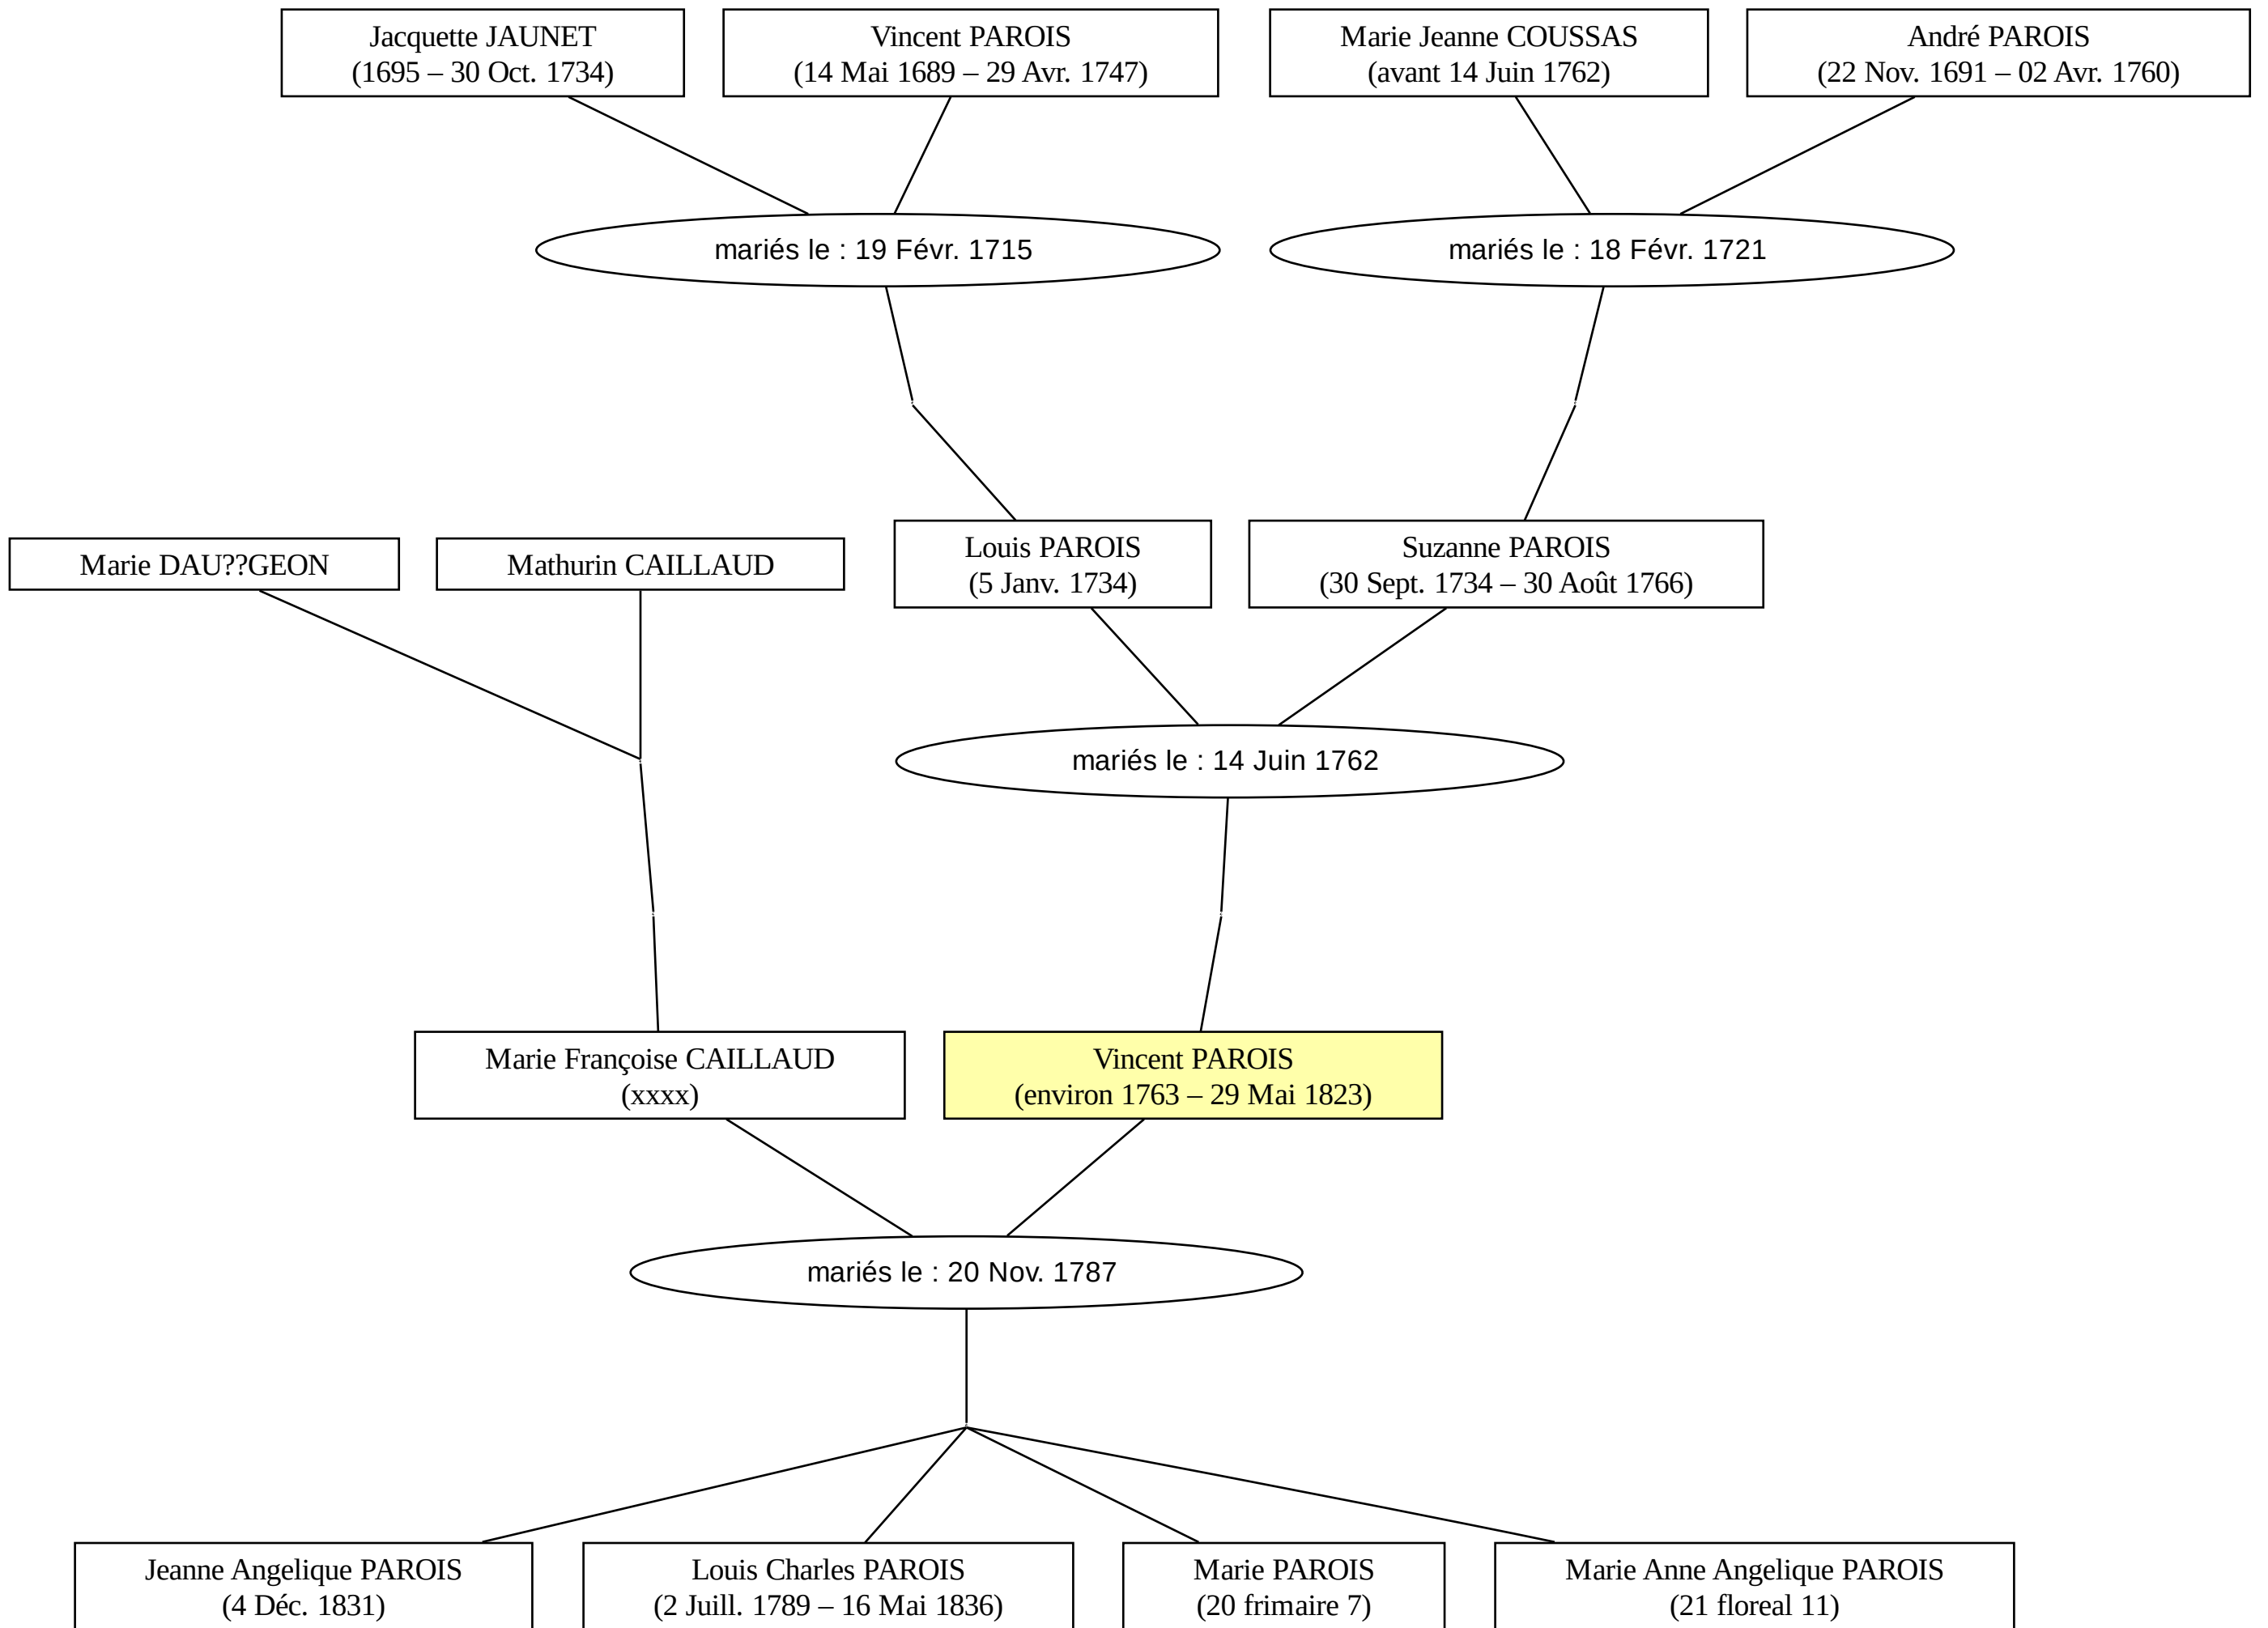 Jacquette JAUNET
(1695 – 30 Oct. 1734)
Vincent PAROIS
(14 Mai 1689 – 29 Avr. 1747)
Marie Jeanne COUSSAS
(avant 14 Juin 1762)
André PAROIS
(22 Nov. 1691 – 02 Avr. 1760)
mariés le : 19 Févr. 1715
mariés le : 18 Févr. 1721
Marie DAU??GEON
Mathurin CAILLAUD
Louis PAROIS
(5 Janv. 1734)
Suzanne PAROIS
(30 Sept. 1734 – 30 Août 1766)
mariés le : 14 Juin 1762
Marie Françoise CAILLAUD
(xxxx)
Vincent PAROIS
(environ 1763 – 29 Mai 1823)
mariés le : 20 Nov. 1787
Jeanne Angelique PAROIS
(4 Déc. 1831)
Louis Charles PAROIS
(2 Juill. 1789 – 16 Mai 1836)
Marie PAROIS
(20 frimaire 7)
Marie Anne Angelique PAROIS
(21 floreal 11)